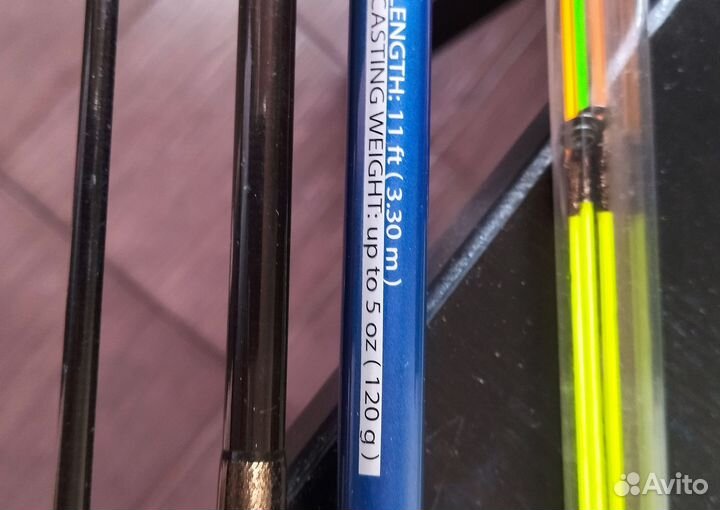 LENGTH: 11 ft ( 3.30 m )
CASTING WEIGHT: up to 5 oz ( 120 g )
Avito